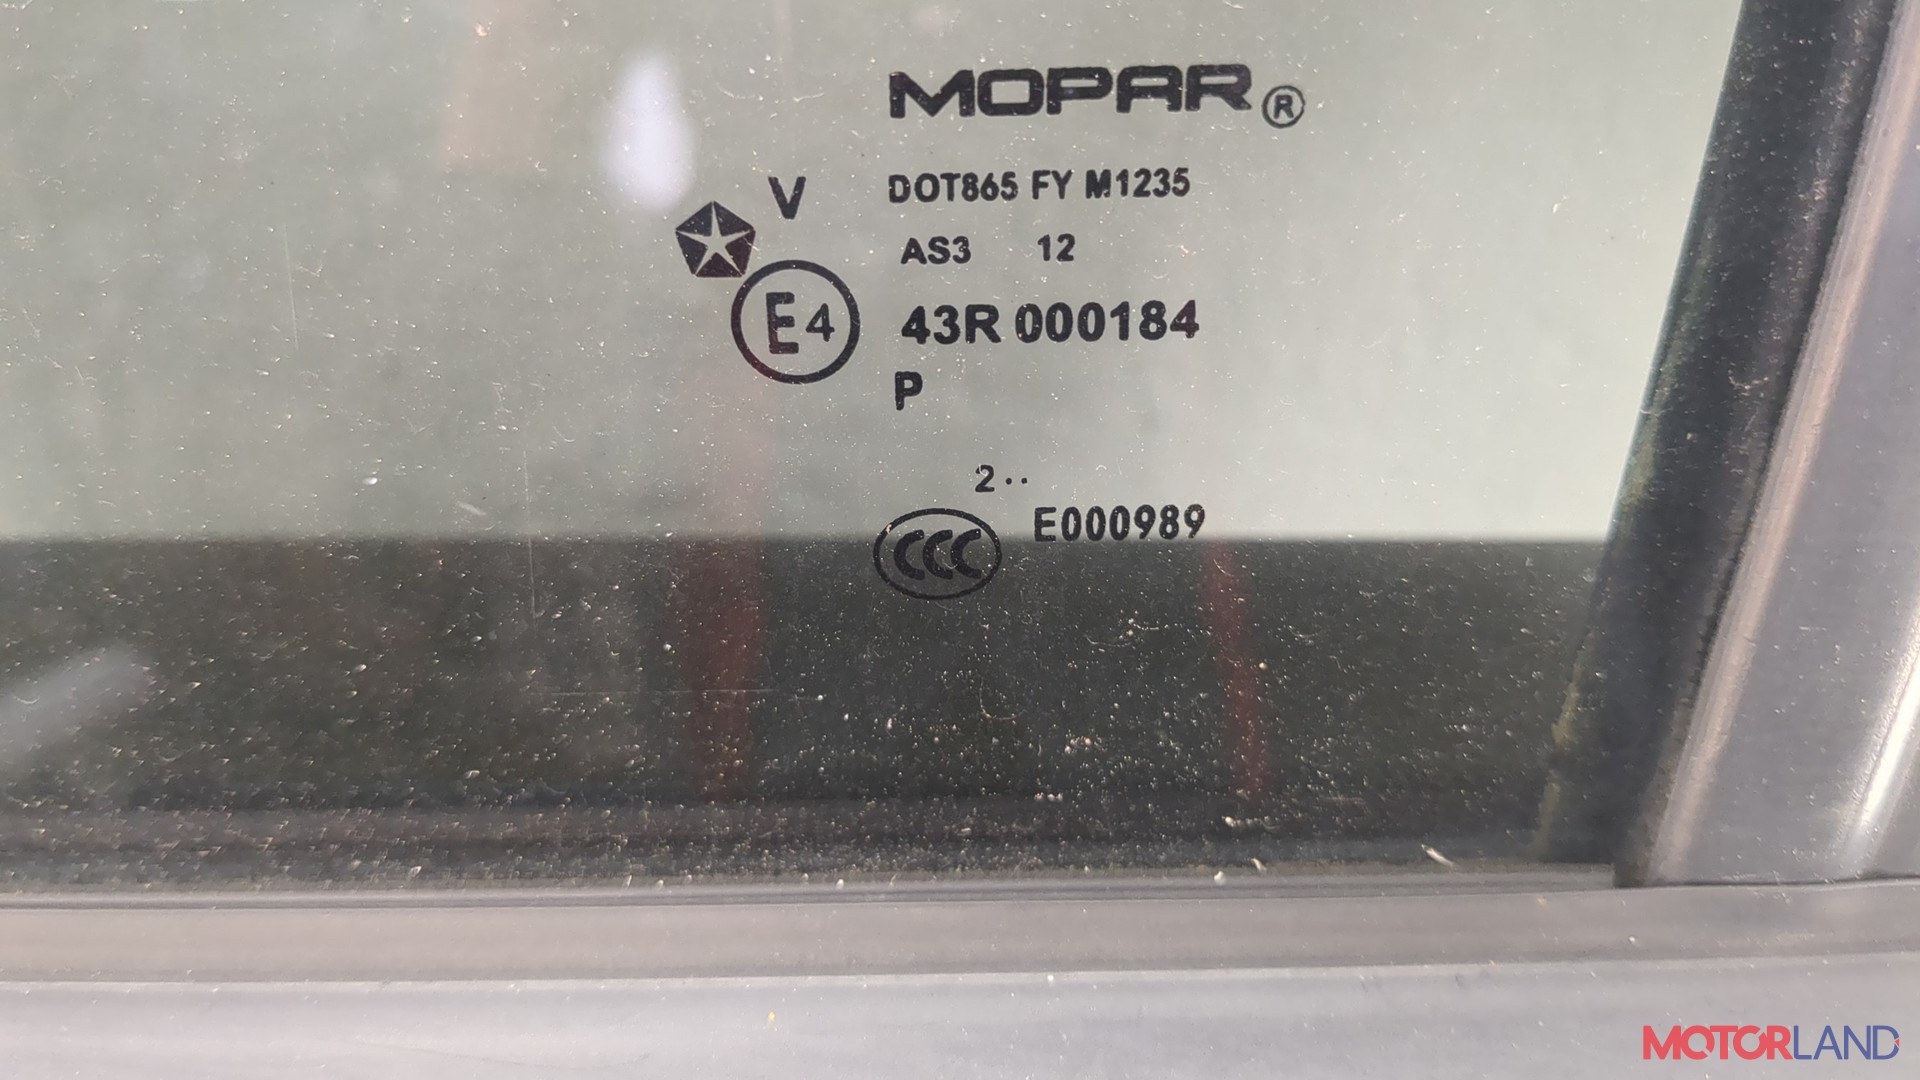 MOPAR®
V DOT865 FY M1235
AS3 12
E4 43R 000184
P
2··
E000989
CCC
MOTORLAND